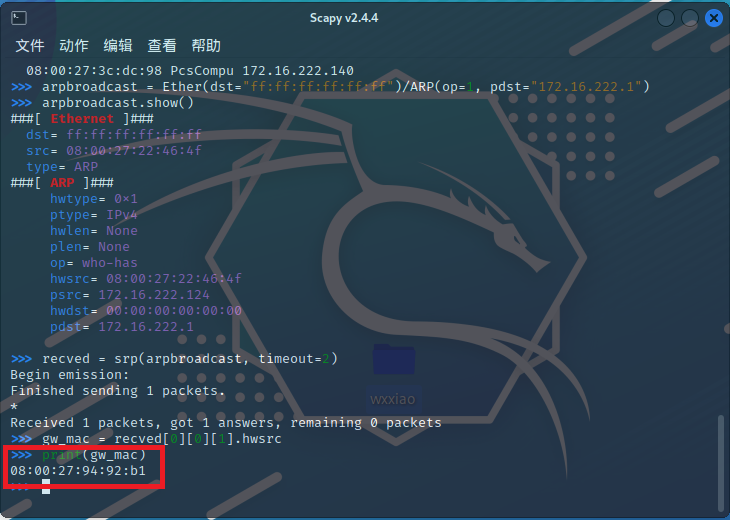 Scapy v2.4.4
文件 动作 编辑 查看 帮助
08:00:27:3c:dc:98 PcsCompu 172.16.222.140
>>> arpbroadcast = Ether(dst="ff:ff:ff:ff:ff:ff")/ARP(op=1, pdst="172.16.222.1")
>>> arpbroadcast.show()
###[ Ethernet ]###
dst= ff:ff:ff:ff:ff:ff
src= 08:00:27:22:46:4f
type= ARP
###[ ARP ]###
hwtype= 0×1
ptype= IPv4
hwlen= None
plen= None
op= who-has
hwsrc= 08:00:27:22:46:4f
psrc= 172.16.222.124
hwdst= 00:00:00:00:00:00
pdst= 172.16.222.1
>>> recved = srp(arpbroadcast, timeout=2)
Begin emission:
Finished sending 1 packets.
*
Received 1 packets, got 1 answers, remaining 0 packets
wxxiao
>>> gw_mac = recved[0][0][1].hwsrc
>>> print(gw_mac)
08:00:27:94:92:b1
>>>